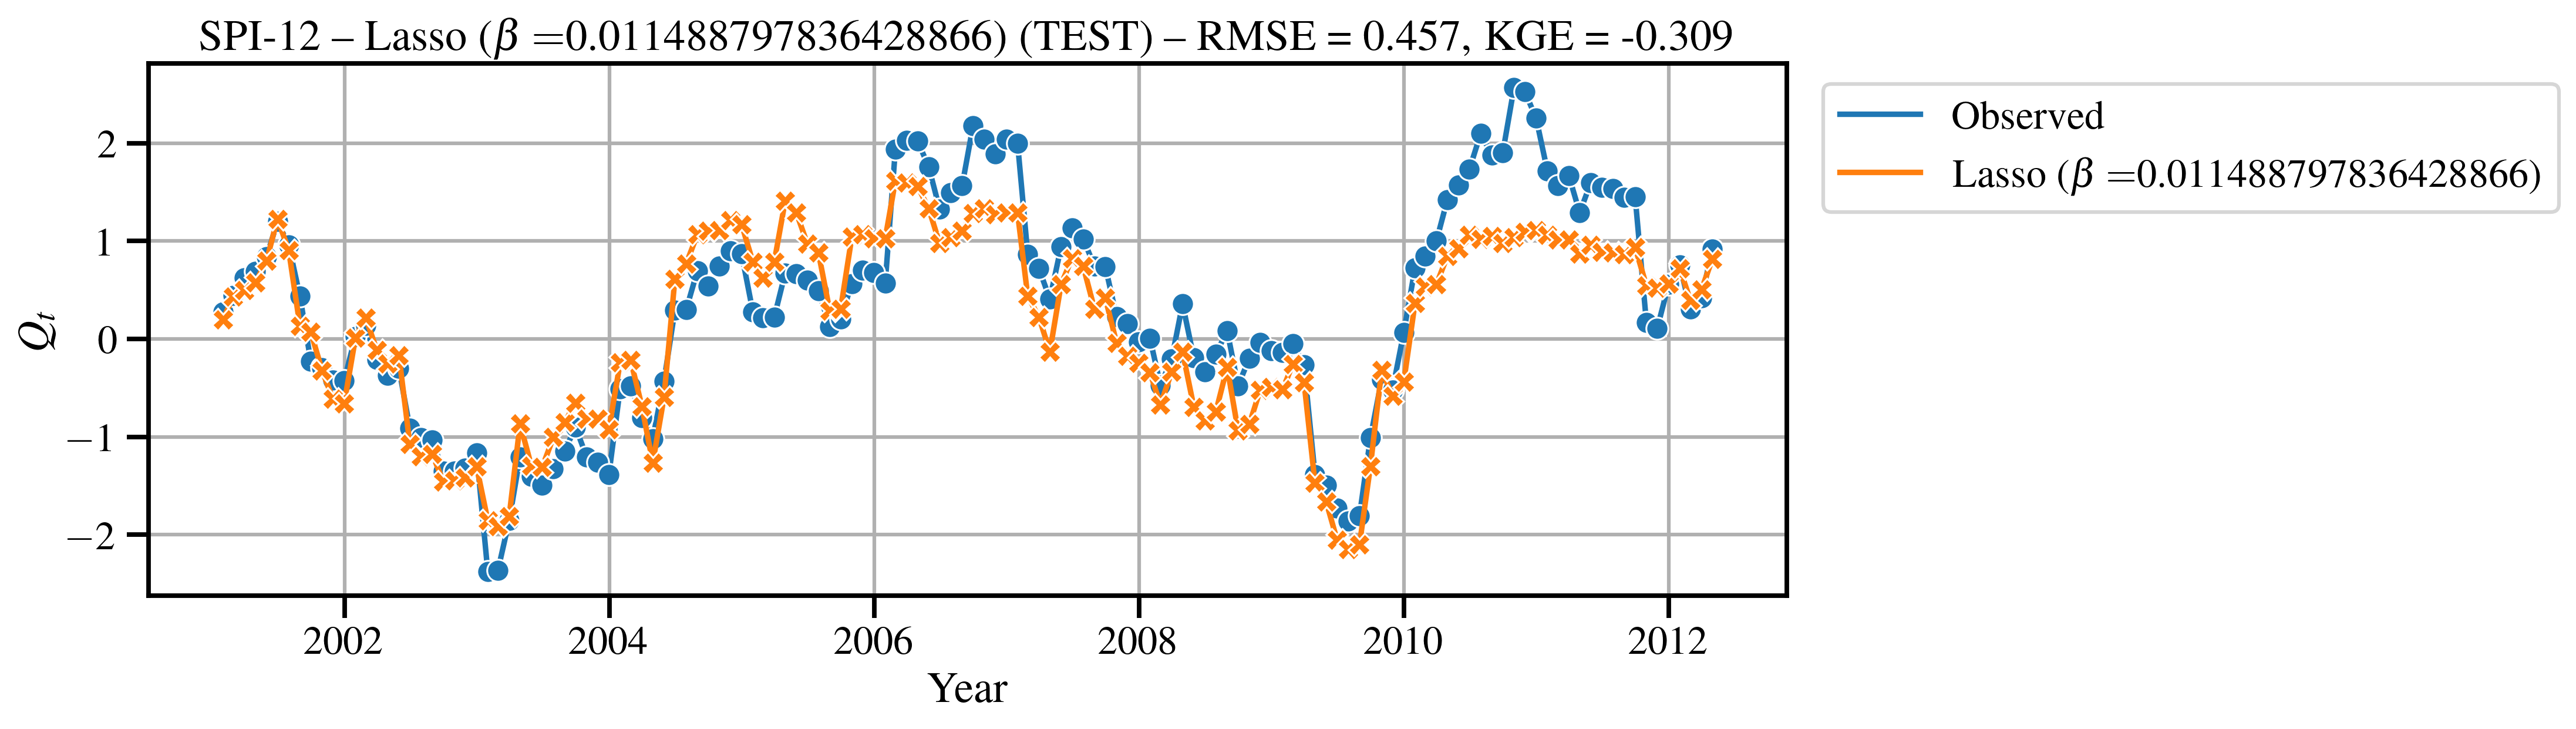 SPI-12 – Lasso (β =0.011488797836428866) (TEST) – RMSE = 0.457, KGE = -0.309
Observed
Lasso (β =0.011488797836428866)
2
1
0
−1
−2
Qt
2002 2004 2006 2008 2010 2012
Year